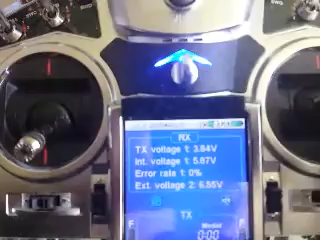 RX
TX voltage 1: 3.84V
Int. voltage 1: 5.87V
Error rate 1: 0%
Ext. voltage 2: 6.55V
TX
Model
0:00